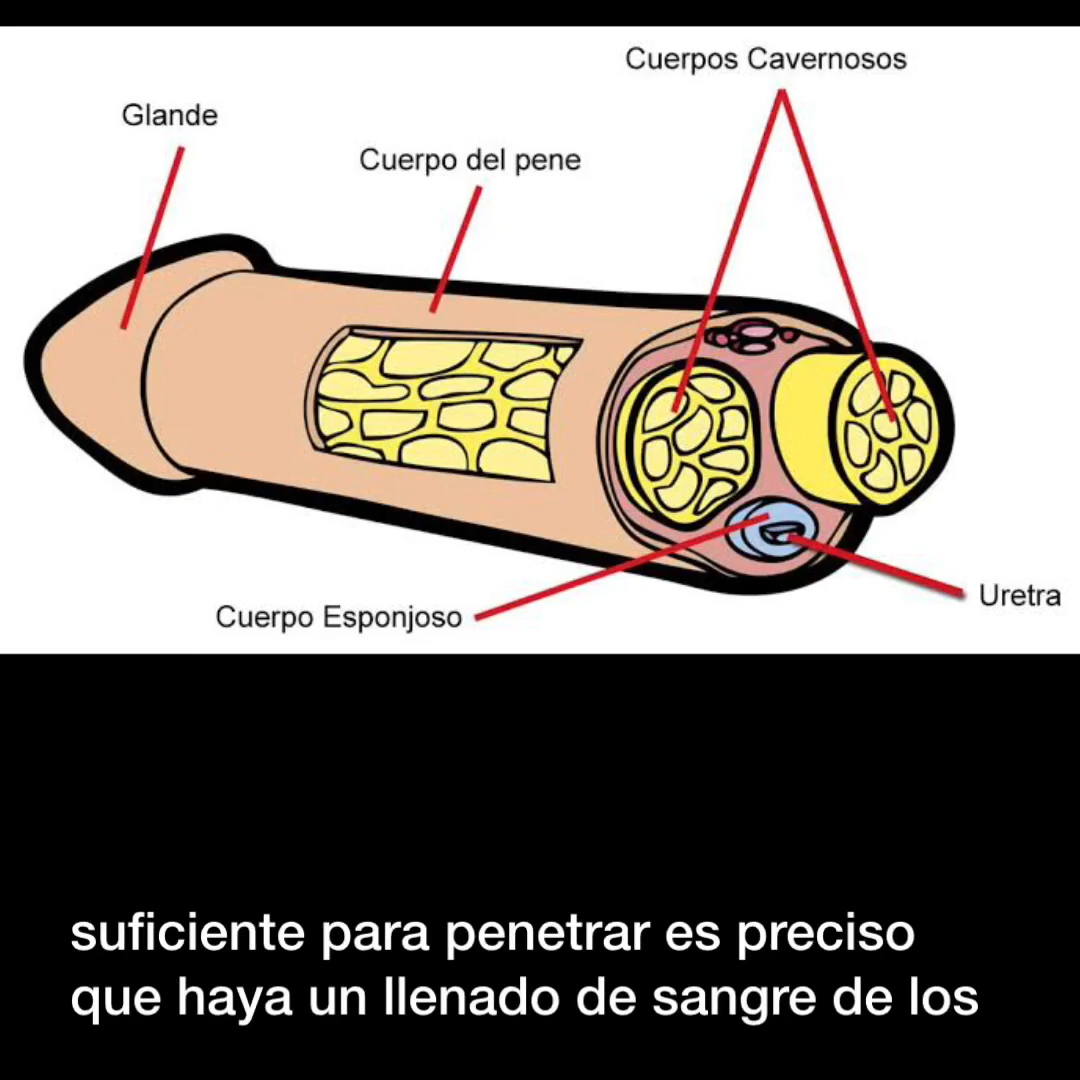 Cuerpos Cavernosos
Glande
Cuerpo del pene
Uretra
Cuerpo Esponjoso
suficiente para penetrar es preciso
que haya un llenado de sangre de los